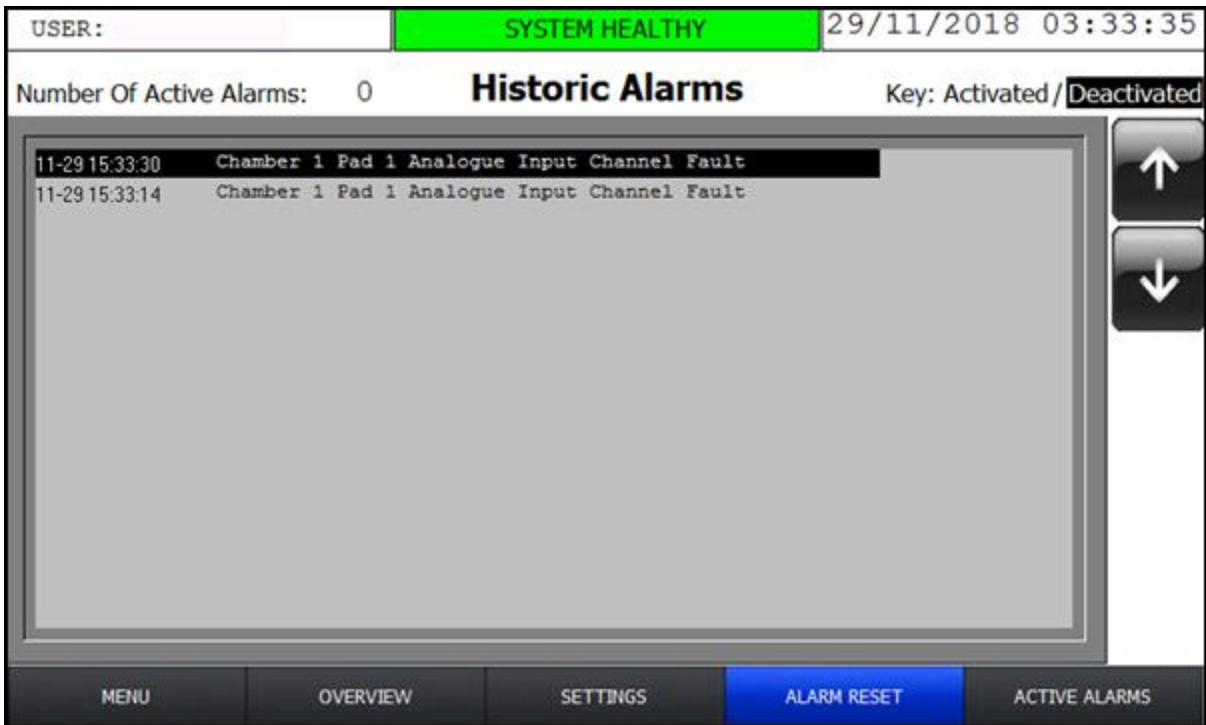 USER: SYSTEM HEALTHY 29/11/2018 03:33:35
Number Of Active Alarms: 0 Historic Alarms Key: Activated/Deactivated
11-29 15:33:30 Chamber 1 Pad 1 Analogue Input Channel Fault
11-29 15:33:14 Chamber 1 Pad 1 Analogue Input Channel Fault
MENU OVERVIEW SETTINGS ALARM RESET ACTIVE ALARMS